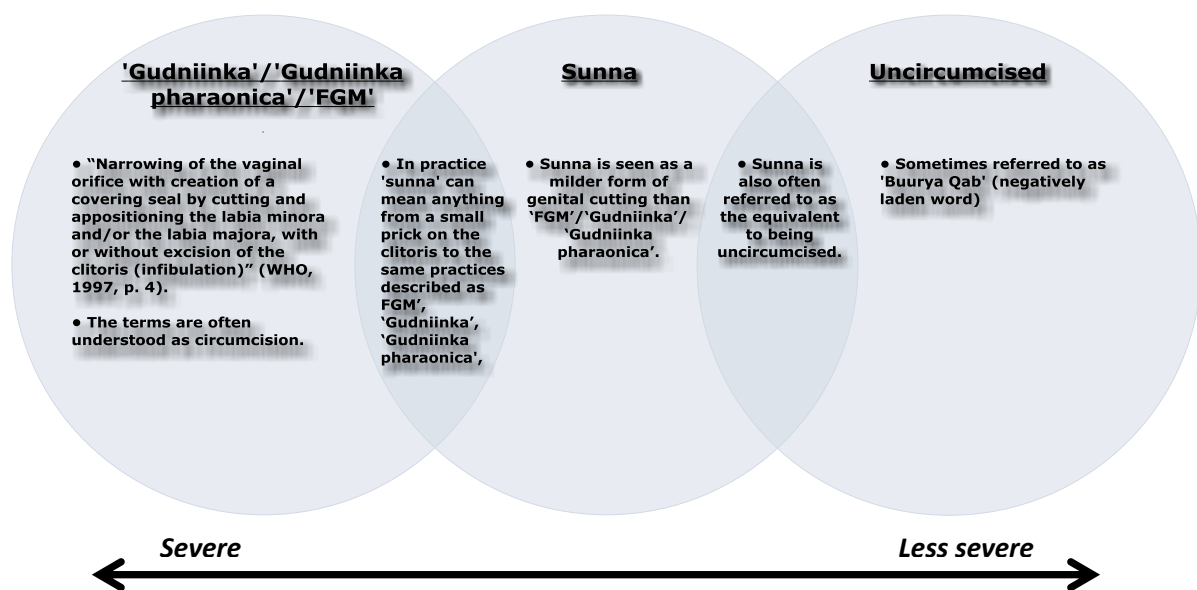 'Gudniinka'/'Gudniinka
pharaonica'/'FGM'
• “Narrowing of the vaginal
orifice with creation of a
covering seal by cutting and
appositioning the labia minora
and/or the labia majora, with
or without excision of the
clitoris (infibulation)” (WHO,
1997, p. 4).
• The terms are often
understood as circumcision.
• In practice
'sunna' can
mean anything
from a small
prick on the
clitoris to the
same practices
described as
FGM’,
‘Gudniinka’,
‘Gudniinka
pharaonica',
Sunna
• Sunna is seen as a
milder form of
genital cutting than
‘FGM’/‘Gudniinka’/
‘Gudniinka
pharaonica’.
• Sunna is
also often
referred to as
the equivalent
to being
uncircumcised.
Uncircumcised
• Sometimes referred to as
'Buurya Qab' (negatively
laden word)
Severe
Less severe